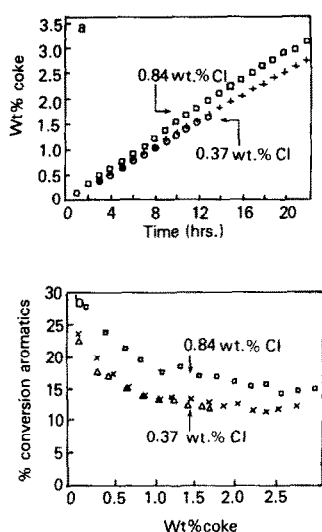 a
3.5
3.0
2.5
2.0
1.5
1.0
0.5
0
Wt% coke
0.84 wt.% Cl
0.37 wt.% Cl
4 8 12 16 20
Time (hrs.)
b
30
25
20
15
10
5
0
% conversion aromatics
0.84 wt.% Cl
0.37 wt.% Cl
0 0.5 1.0 1.5 2.0 2.5
Wt%coke